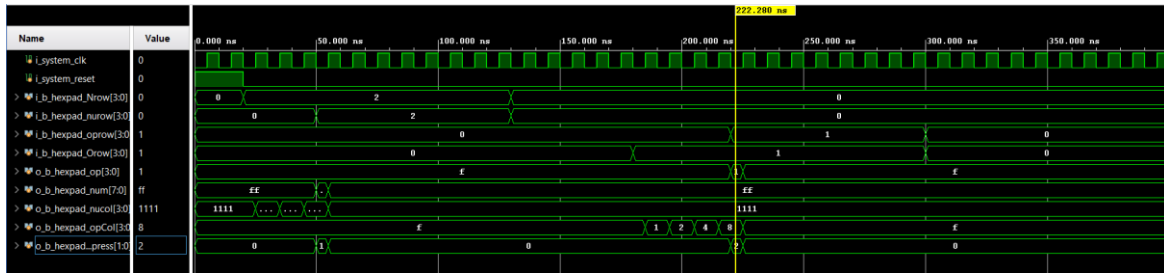 222.280 ns
Name Value 0.000 ns 50.000 ns 100.000 ns 150.000 ns 200.000 ns 250.000 ns 300.000 ns 350.000 ns
i_system_clk 0
i_system_reset 0
i_b_hexpad_Nrow[3:0] 0 0 2 0
i_b_hexpad_nurow[3:0] 0 0 2 0
i_b_hexpad_oprow[3:0 1 0 1 0
i_b_hexpad_Orow[3:0] 1 0 1 0
o_b_hexpad_op[3:0] 1 f 1 f
o_b_hexpad_num[7:0] ff ff . ff
o_b_hexpad_nucol[3:0 1111 1111 ... ... ... 1111
o_b_hexpad_opCol[3:0 8 f 1 2 4 8 f
o_b_hexpad...press[1:0] 2 0 1 0 2 0